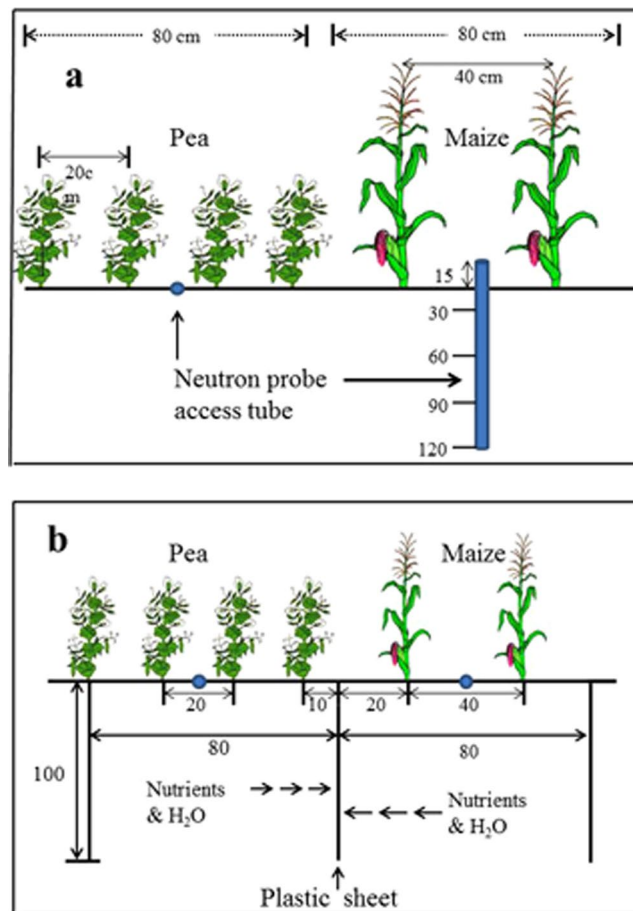 80 cm
80 cm
a
40 cm
Pea
Maize
20c
m
15
30
Neutron probe
access tube
60
90
120
b
Pea
Maize
20
10
20
40
80
80
100
Nutrients
& H₂O
Nutrients
& H₂O
Plastic sheet